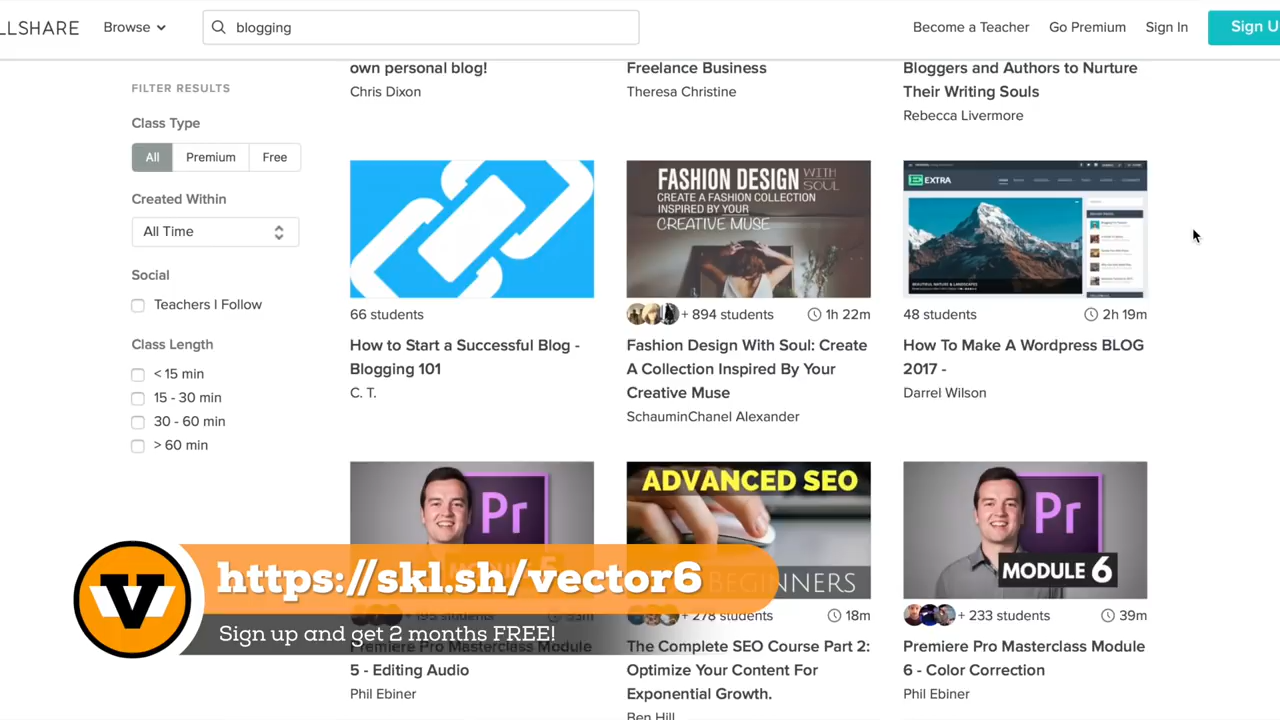 LLSHARE
Browse
blogging
Become a Teacher
Go Premium
Sign In
Sign U
FILTER RESULTS
Class Type
All
Premium
Free
Created Within
All Time
Social
Teachers I Follow
Class Length
< 15 min
15 - 30 min
30 - 60 min
> 60 min
own personal blog!
Chris Dixon
Freelance Business
Theresa Christine
Bloggers and Authors to Nurture
Their Writing Souls
Rebecca Livermore
66 students
How to Start a Successful Blog -
Blogging 101
C. T.
FASHION DESIGN WITH SOUL
CREATE A FASHION COLLECTION
INSPIRED BY YOUR
CREATIVE MUSE
+ 894 students
1h 22m
Fashion Design With Soul: Create
A Collection Inspired By Your
Creative Muse
SchauminChanel Alexander
EXTRA
48 students
2h 19m
How To Make A Wordpress BLOG
2017 -
Darrel Wilson
Pr
Premiere Pro Masterclass Module
5 - Editing Audio
Phil Ebiner
ADVANCED SEO
BEGINNERS
+ 278 students
18m
The Complete SEO Course Part 2:
Optimize Your Content For
Exponential Growth.
Ben Hill
Pr
MODULE 6
+ 233 students
39m
Premiere Pro Masterclass Module
6 - Color Correction
Phil Ebiner
V
https://skl.sh/vector6
Sign up and get 2 months FREE!